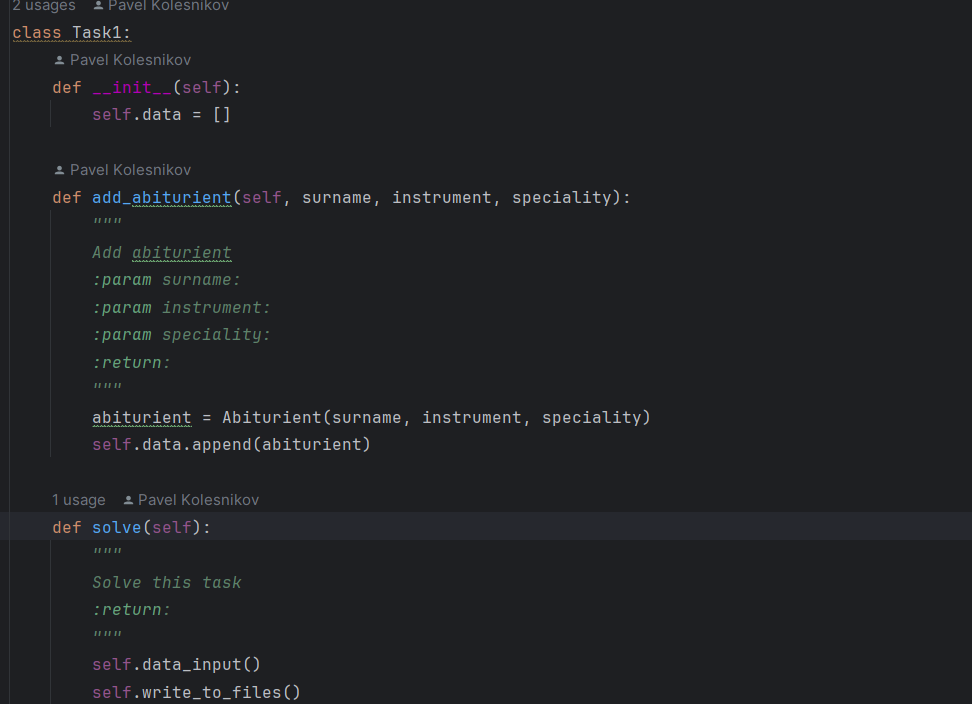 2 usages Pavel Kolesnikov
class Task1:
Pavel Kolesnikov
def __init__(self):
self.data = []
Pavel Kolesnikov
def add_abiturient(self, surname, instrument, speciality):
"""
Add abiturient
:param surname:
:param instrument:
:param speciality:
:return:
"""
abiturient = Abiturient(surname, instrument, speciality)
self.data.append(abiturient)
1 usage Pavel Kolesnikov
def solve(self):
"""
Solve this task
:return:
"""
self.data_input()
self.write_to_files()